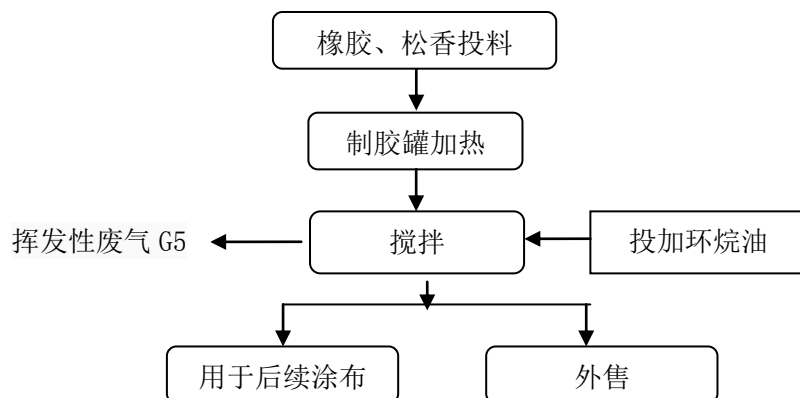 橡胶、松香投料
制胶罐加热
挥发性废气 G5
搅拌
投加环烷油
用于后续涂布
外售